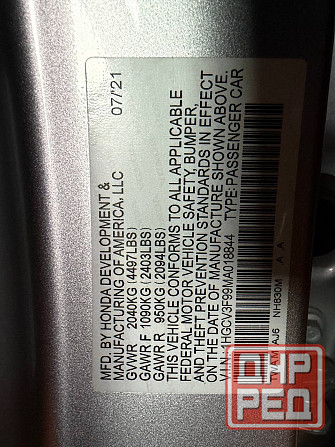 MFD. BY HONDA DEVELOPMENT &
MANUFACTURING OF AMERICA, LLC 07/'21
GVWR 2040KG (4497LBS)
GAWR F 1090KG (2403LBS)
GAWR R 950KG (2094LBS)
THIS VEHICLE CONFORMS TO ALL APPLICABLE
FEDERAL MOTOR VEHICLE SAFETY, BUMPER,
AND THEFT PREVENTION STANDARDS IN EFFECT
ON THE DATE OF MANUFACTURE SHOWN ABOVE.
V.I.N.: 1HGCV3F99MA018844 TYPE: PASSENGER CAR
AJ6 NH830M A A
ДНР
РЕД